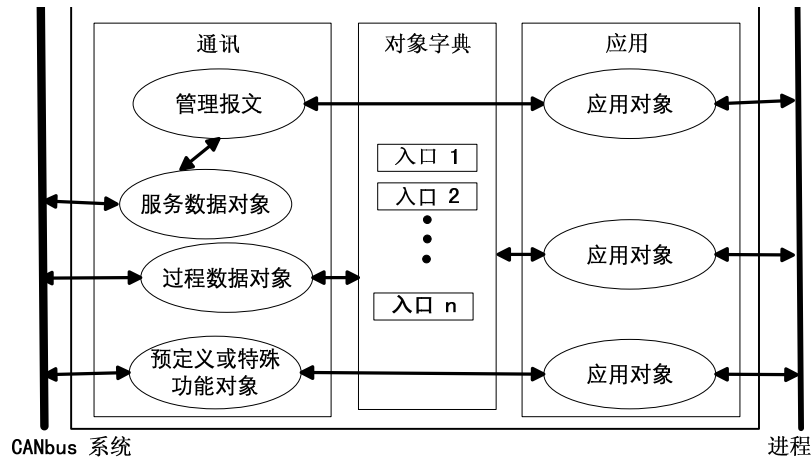 通讯
对象字典
应用
管理报文
应用对象
入口 1
服务数据对象
入口 2
过程数据对象
应用对象
入口 n
预定义或特殊
功能对象
应用对象
CANbus 系统
进程